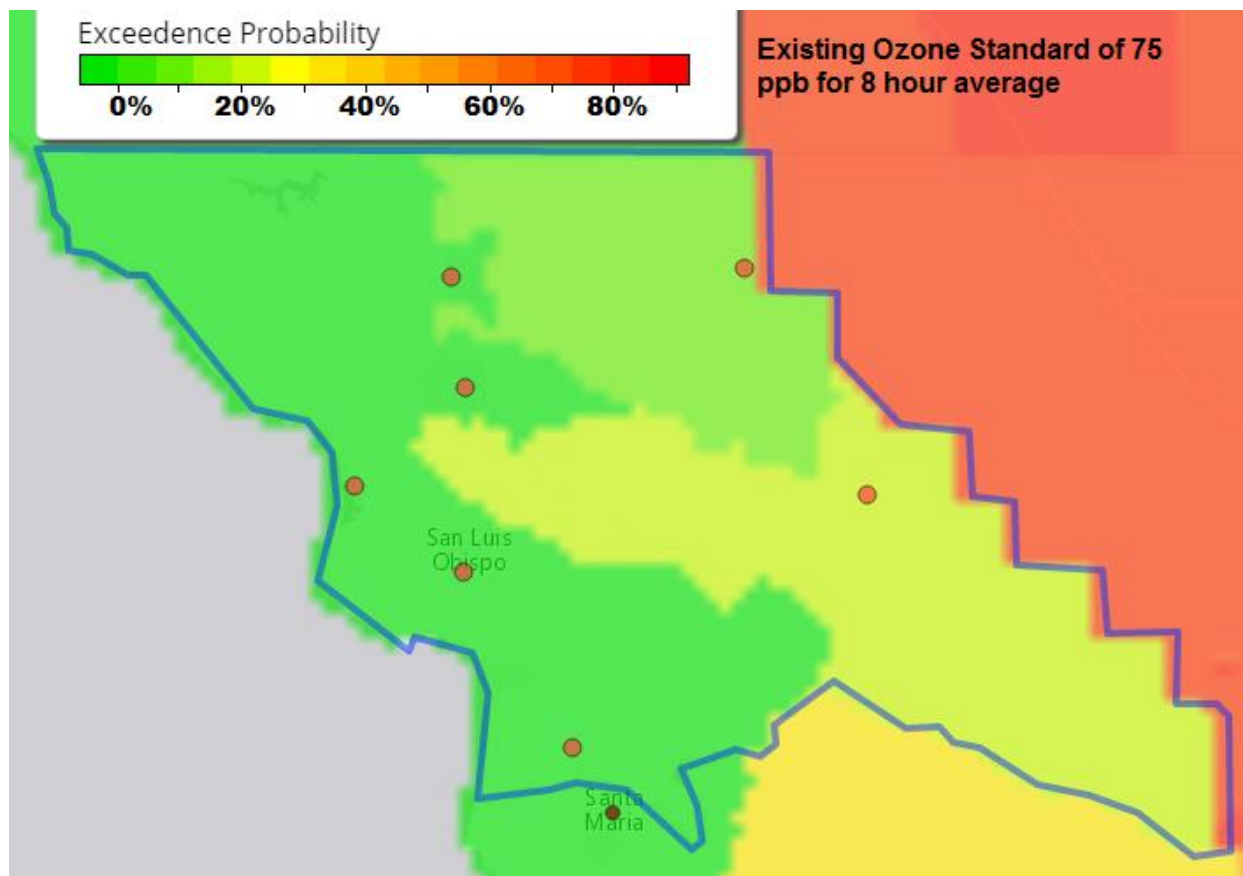 Exceedence Probability
0% 20% 40% 60% 80%
Existing Ozone Standard of 75
ppb for 8 hour average
San Luis
Obispo
Santa
Maria